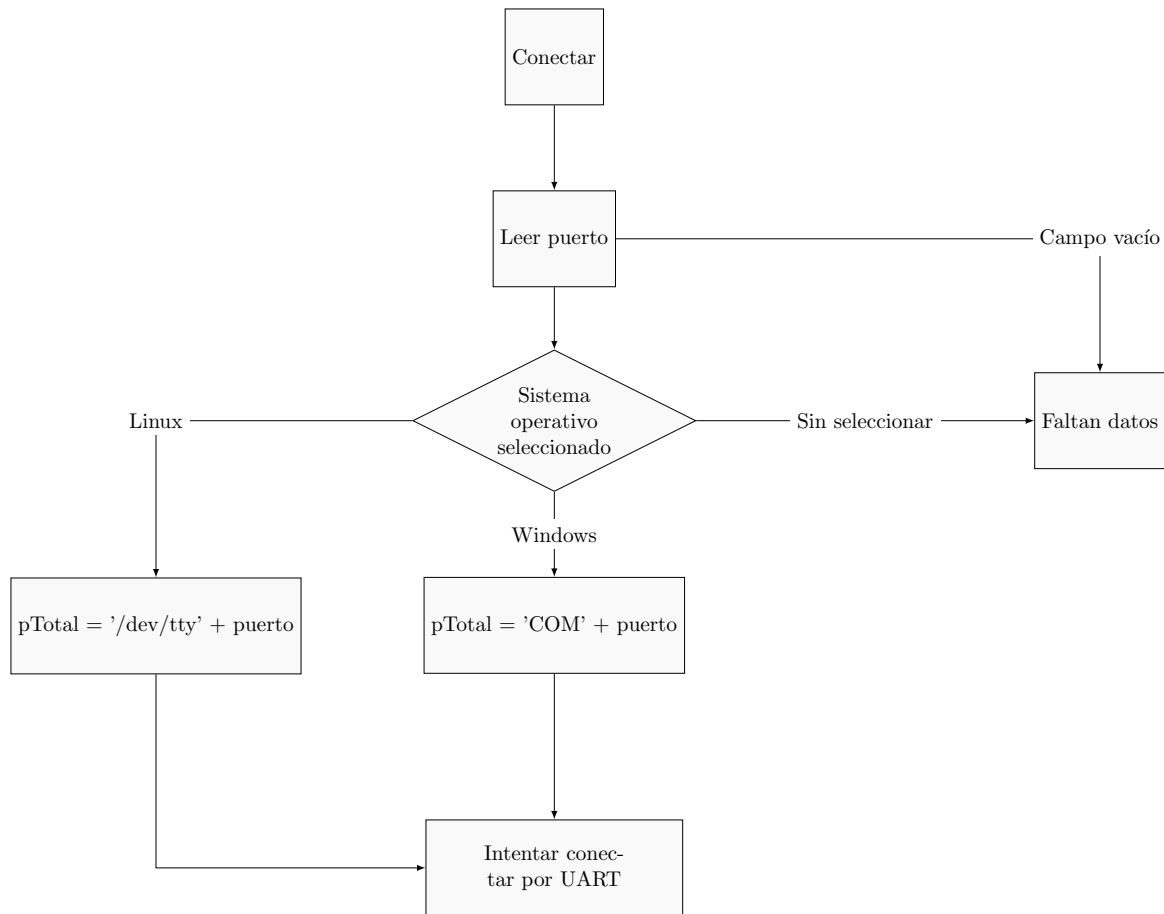 Conectar
Leer puerto
Campo vacío
Sistema
operativo
seleccionado
Linux
Sin seleccionar
Faltan datos
Windows
pTotal = '/dev/tty' + puerto
pTotal = 'COM' + puerto
Intentar conec-
tar por UART